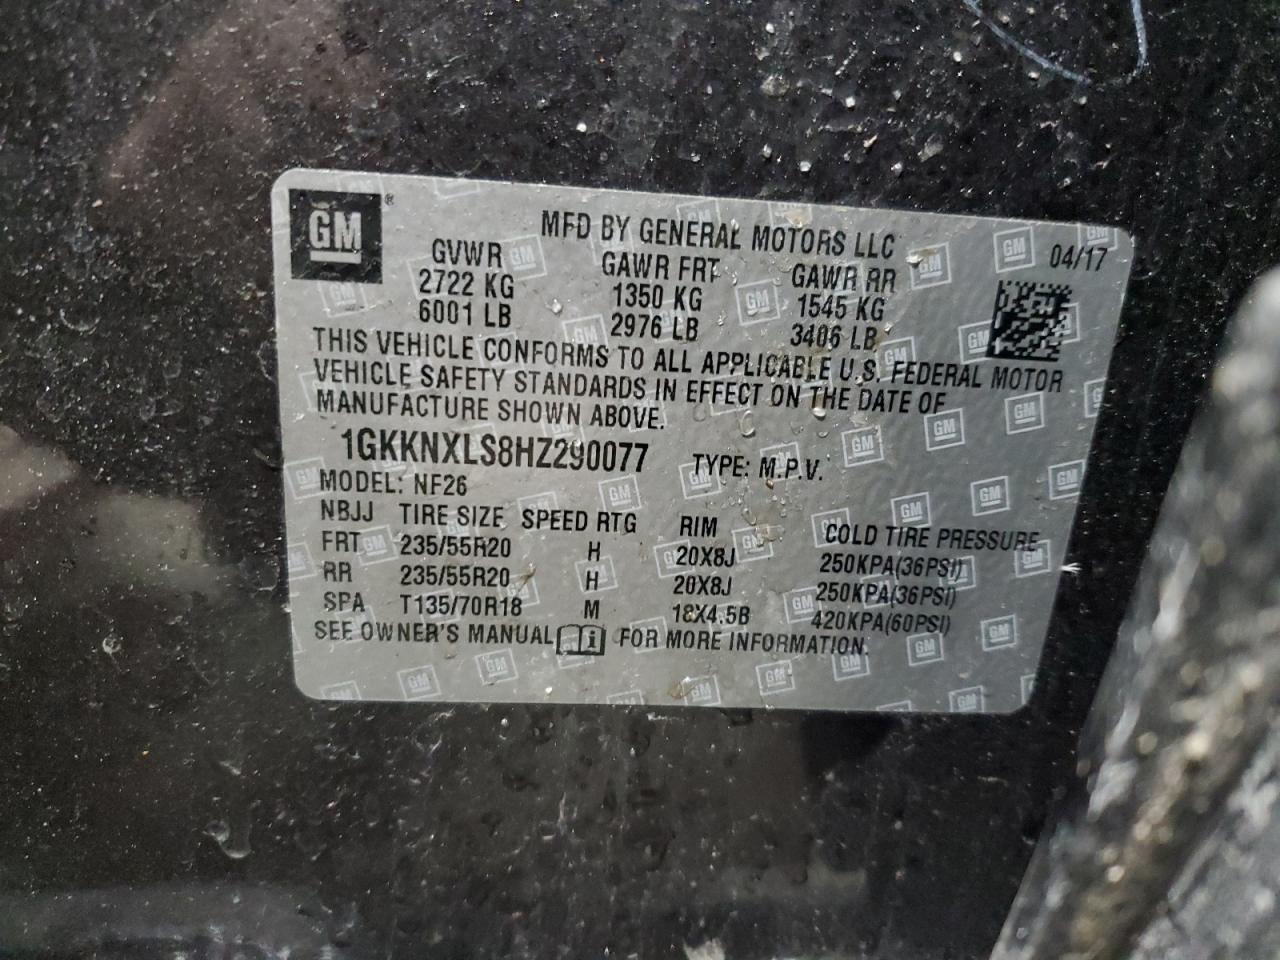 GM ®
MFD BY GENERAL MOTORS LLC
04/17
GVWR GAWR FRT GAWR RR
2722 KG 1350 KG 1545 KG
6001 LB 2976 LB 3406 LB
THIS VEHICLE CONFORMS TO ALL APPLICABLE U.S. FEDERAL MOTOR
VEHICLE SAFETY STANDARDS IN EFFECT ON THE DATE OF
MANUFACTURE SHOWN ABOVE.
1GKKNXLS8HZ290077 TYPE: M.P.V.
MODEL: NF26
NBJJ TIRE SIZE SPEED RTG RIM COLD TIRE PRESSURE
FRT 235/55R20 H 20X8J 250KPA(36PSI)
RR 235/55R20 H 20X8J 250KPA(36PSI)
SPA T135/70R18 M 18X4.5B 420KPA(60PSI)
SEE OWNER'S MANUAL i FOR MORE INFORMATION.